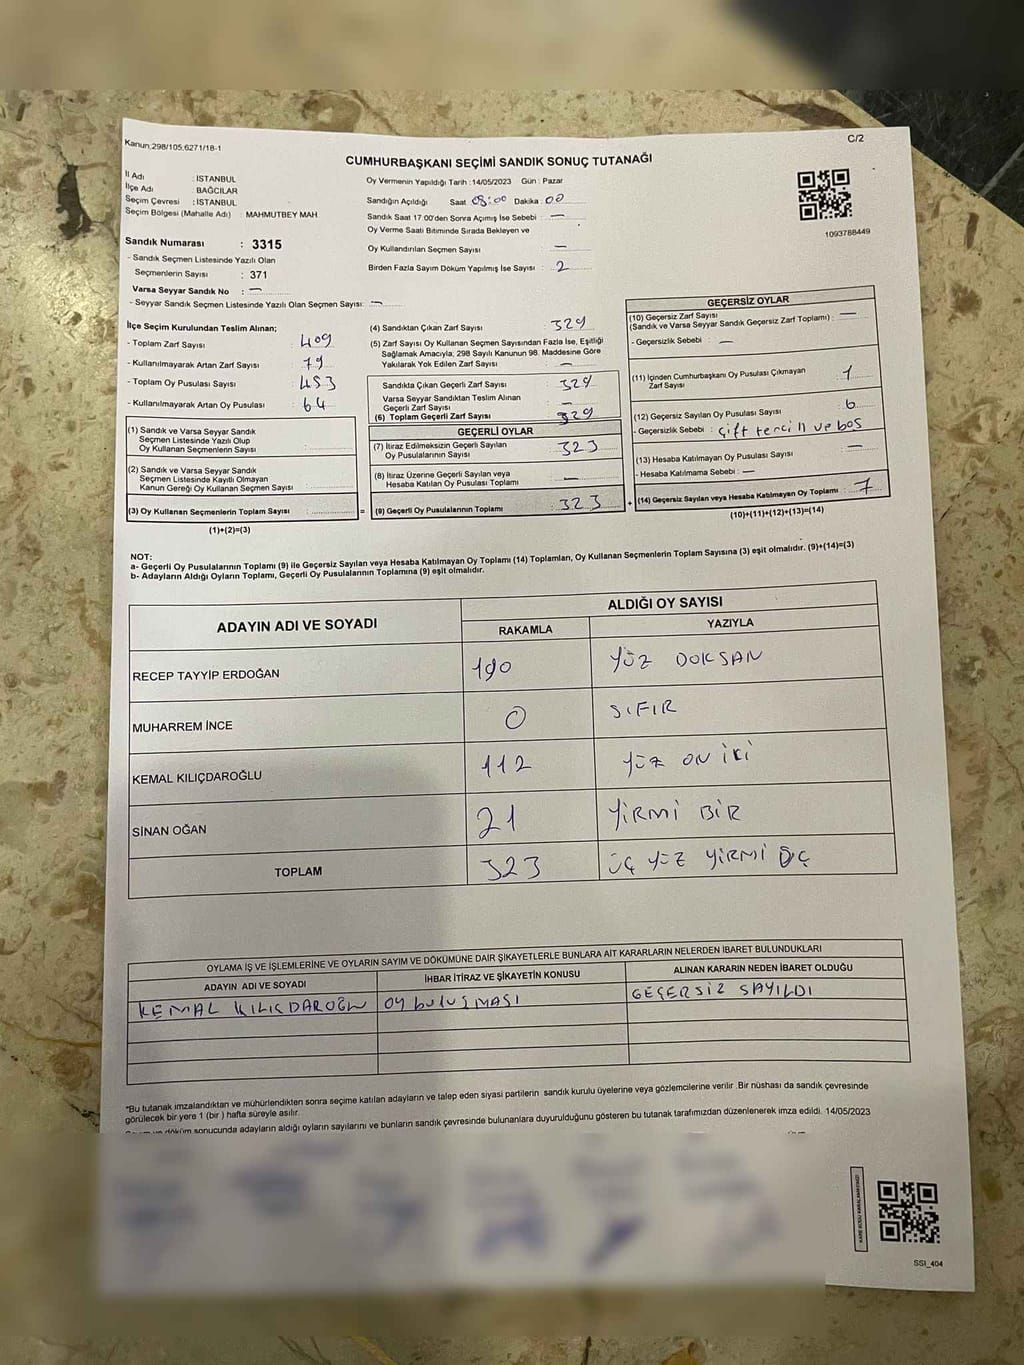 Kanun;298/105,6271/18-1
C/2
CUMHURBAŞKANI SEÇİMİ SANDIK SONUÇ TUTANAĞI
İl Adı : İSTANBUL
İlçe Adı : BAĞCILAR
Seçim Çevresi : İSTANBUL
Seçim Bölgesi (Mahalle Adı) : MAHMUTBEY MAH.
Sandık Numarası : 3315
- Sandık Seçmen Listesinde Yazılı Olan
Seçmenlerin Sayısı : 371
Varsa Seyyar Sandık No : —
- Seyyar Sandık Seçmen Listesinde Yazılı Olan Seçmen Sayısı: —
Oy Vermenin Yapıldığı Tarih :14/05/2023 Gün : Pazar
Sandığın Açıldığı Saat 08:00 Dakika : 00
Sandık Saat 17.00'den Sonra Açımış İse Sebebi : —
Oy Verme Saati Bitiminde Sırada Bekleyen ve
Oy Kullandırılan Seçmen Sayısı : —
Birden Fazla Sayım Döküm Yapılmış İse Sayısı : 2
1093788449
İlçe Seçim Kurulundan Teslim Alınan;
- Toplam Zarf Sayısı : 409
- Kullanılmayarak Artan Zarf Sayısı : 79
- Toplam Oy Pusulası Sayısı : 453
- Kullanılmayarak Artan Oy Pusulası : 64
(1) Sandık ve Varsa Seyyar Sandık
Seçmen Listesinde Yazılı Olup
Oy Kullanan Seçmenlerin Sayısı :
(2) Sandık ve Varsa Seyyar Sandık
Seçmen Listesinde Kayıtlı Olmayan
Kanun Gereği Oy Kullanan Seçmen Sayısı :
(3) Oy Kullanan Seçmenlerin Toplam Sayısı :
(1)+(2)=(3)
(4) Sandıktan Çıkan Zarf Sayısı : 329
(5) Zarf Sayısı Oy Kullanan Seçmen Sayısından Fazla İse, Eşitliği
Sağlamak Amacıyla; 298 Sayılı Kanunun 98. Maddesine Göre
Yakılarak Yok Edilen Zarf Sayısı : —
Sandıkta Çıkan Geçerli Zarf Sayısı : 329
Varsa Seyyar Sandıktan Teslim Alınan
Geçerli Zarf Sayısı : —
(6) Toplam Geçerli Zarf Sayısı : 329
GEÇERLİ OYLAR
(7) İtiraz Edilmeksizin Geçerli Sayılan
Oy Pusulasının Sayısı : 323
(8) İtiraz Üzerine Geçerli Sayılan veya
Hesaba Katılan Oy Pusulası Toplamı : —
= (9) Geçerli Oy Pusulalarının Toplamı : 323
GEÇERSİZ OYLAR
(10) Geçersiz Zarf Sayısı
(Sandık ve Varsa Seyyar Sandık Geçersiz Zarf Toplamı) : —
- Geçersizlik Sebebi : —
(11) İçinden Cumhurbaşkanı Oy Pusulası Çıkmayan
Zarf Sayısı : 1
(12) Geçersiz Sayılan Oy Pusulası Sayısı : 6
- Geçersizlik Sebebi : çift tercih ve boş
(13) Hesaba Katılmayan Oy Pusulası Sayısı : —
- Hesaba Katılmama Sebebi : —
+ (14) Geçersiz Sayılan veya Hesaba Katılmayan Oy Toplamı : 7
(10)+(11)+(12)+(13)=(14)
NOT:
a- Geçerli Oy Pusulalarının Toplamı (9) ile Geçersiz Sayılan veya Hesaba Katılmayan Oy Toplamı (14) Toplamları, Oy Kullanan Seçmenlerin Toplam Sayısına (3) eşit olmalıdır. (9)+(14)=(3)
b- Adayların Aldığı Oyların Toplamı, Geçerli Oy Pusulalarının Toplamına (9) eşit olmalıdır.
ADAYIN ADI VE SOYADI
ALDIĞI OY SAYISI
RAKAMLA YAZIYLA
RECEP TAYYİP ERDOĞAN 190 YÜZ DOKSAN
MUHARREM İNCE 0 SIFIR
KEMAL KILIÇDAROĞLU 112 YÜZ ON İKİ
SİNAN OĞAN 21 YİRMİ BİR
TOPLAM 323 ÜÇ YÜZ YİRMİ ÜÇ
OYLAMA İŞ VE İŞLEMLERİNE VE OYLARIN SAYIM VE DÖKÜMÜNE DAİR ŞİKAYETLERLE BUNLARA AİT KARARLARIN NELERDEN İBARET BULUNDUKLARI
ADAYIN ADI VE SOYADI İHBAR İTİRAZ VE ŞİKAYETİN KONUSU ALINAN KARARIN NEDEN İBARET OLDUĞU
KEMAL KILIÇDAROĞLU OY buluşMASI GEÇERSİZ SAYILDI
*Bu tutanak imzalandıktan ve mühürlendikten sonra seçime katılan adayların ve talep eden siyasi partilerin sandık kurulu üyelerine veya gözlemcilerine verilir .Bir nüshası da sandık çevresinde
görülecek bir yere 1 (bir ) hafta süreyle asılır.
sonucunda adayların aldığı oyların sayılarını ve bunların sandık çevresinde bulunanlara duyurulduğunu gösteren bu tutanak tarafımızdan düzenlenerek imza edildi. 14/05/2023
SSI_404